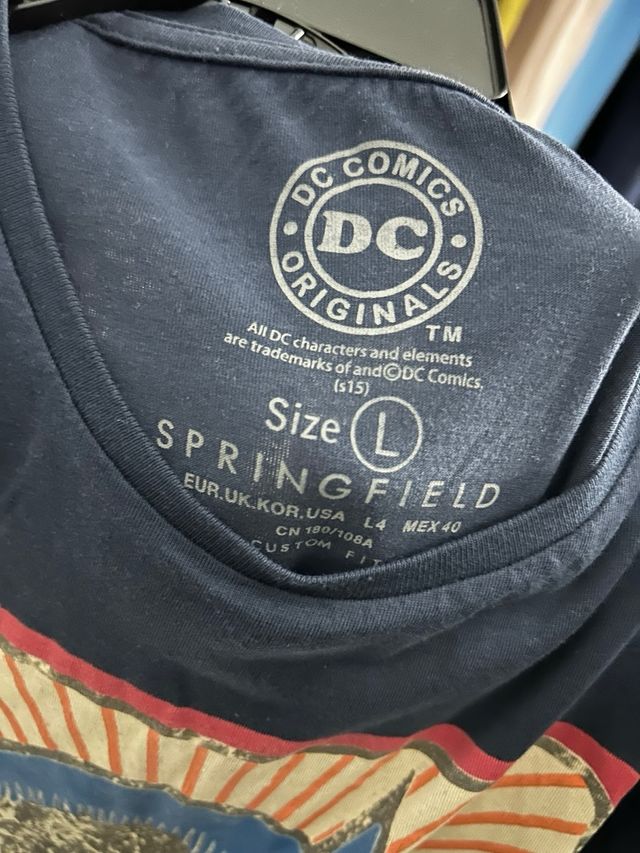 DC COMICS
DC
ORIGINALS
TM
All DC characters and elements
are trademarks of and©DC Comics.
(s15)
Size L
SPRINGFIELD
EUR.UK.KOR.USA L4 MEX 40
CN 180/108A
CUSTOM FIT